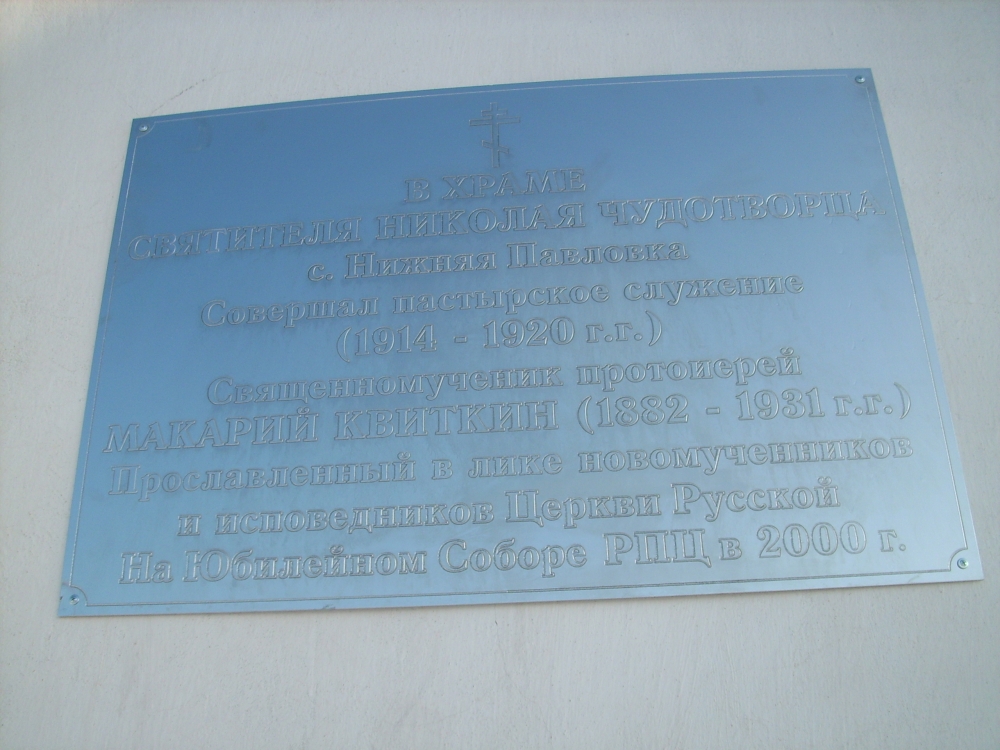 В ХРАМЕ
СВЯТИТЕЛЯ НИКОЛАЯ ЧУДОТВОРЦА
с. Нижняя Павловка
Совершал пастырское служение
(1914 - 1920 г.г.)
Священномученик протоиерей
МАКАРИЙ КВИТКИН (1882 - 1931 г.г.)
Прославленный в лике новомученников
и исповедников Церкви Русской
На Юбилейном Соборе РПЦ в 2000 г.